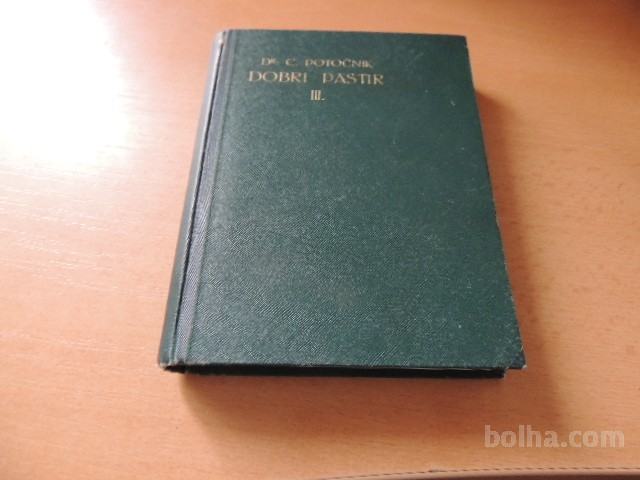 Dr. C. POTOČNIK
DOBRI PASTIR
III.
bolha.com